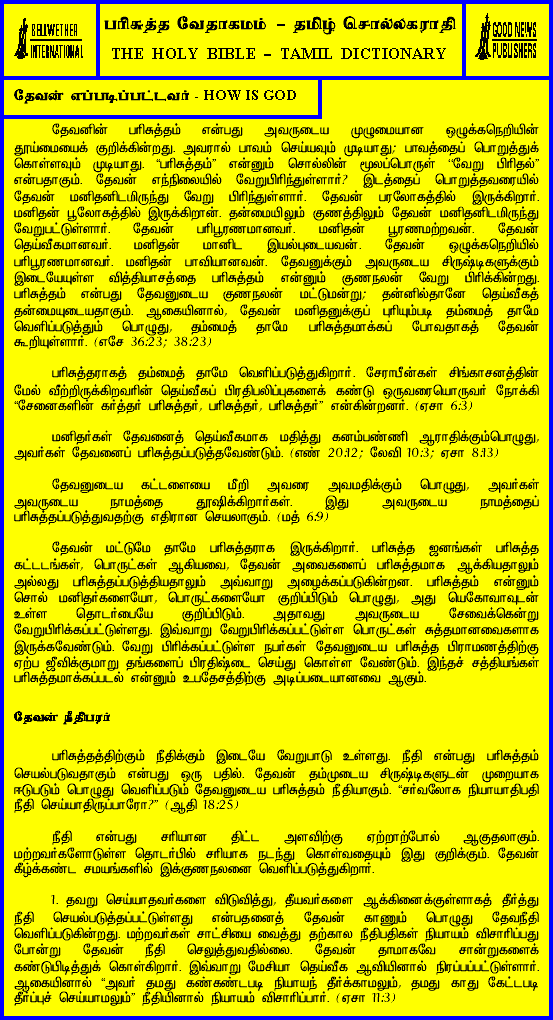 BELLWETHER
INTERNATIONAL
பரிசுத்த வேதாகமம் – தமிழ் சொல்லகராதி
THE HOLY BIBLE – TAMIL DICTIONARY
GOOD NEWS
PUBLISHERS
தேவன் எப்படிப்பட்டவர் - HOW IS GOD
தேவனின் பரிசுத்தம் என்பது அவருடைய முழுமையான ஒழுக்கநெறியின்
தூய்மையைக் குறிக்கின்றது. அவரால் பாவம் செய்யவும் முடியாது; பாவத்தைப் பொறுத்துக்
கொள்ளவும் முடியாது. “பரிசுத்தம்” என்னும் சொல்லின் மூலப்பொருள் “வேறு பிரிதல்”
என்பதாகும். தேவன் எந்நிலையில் வேறுபிரிந்துள்ளார்? இடத்தைப் பொறுத்தவரையில்
தேவன் மனிதனிடமிருந்து வேறு பிரிந்துள்ளார். தேவன் பரலோகத்தில் இருக்கிறார்.
மனிதன் பூலோகத்தில் இருக்கிறான். தன்மையிலும் குணத்திலும் தேவன் மனிதனிடமிருந்து
வேறுபட்டுள்ளார். தேவன் பரிபூரணமானவர். மனிதன் பூரணமற்றவன். தேவன்
தெய்வீகமானவர். மனிதன் மானிட இயல்புடையவன். தேவன் ஒழுக்கநெறியில்
பரிபூரணமானவர். மனிதன் பாவியானவன். தேவனுக்கும் அவருடைய சிருஷ்டிகளுக்கும்
இடையேயுள்ள வித்தியாசத்தை பரிசுத்தம் என்னும் குணநலன் வேறு பிரிக்கின்றது.
பரிசுத்தம் என்பது தேவனுடைய குணநலன் மட்டுமன்று; தன்னில்தானே தெய்வீகத்
தன்மையுடையதாகும். ஆகையினால், தேவன் மனிதனுக்குப் புரியும்படி தம்மைத் தாமே
வெளிப்படுத்தும் பொழுது, தம்மைத் தாமே பரிசுத்தமாக்கப் போவதாகத் தேவன்
கூறியுள்ளார். (எசே 36:23; 38:23)
பரிசுத்தராகத் தம்மைத் தாமே வெளிப்படுத்துகிறார். சேராபீன்கள் சிங்காசனத்தின்
மேல் வீற்றிருக்கிறவரின் தெய்வீகப் பிரதிபலிப்புகளைக் கண்டு ஒருவரையொருவர் நோக்கி
“சேனைகளின் கர்த்தர் பரிசுத்தர், பரிசுத்தர், பரிசுத்தர்” என்கின்றனர். (ஏசா 6:3)
மனிதர்கள் தேவனைத் தெய்வீகமாக மதித்து கனம்பண்ணி ஆராதிக்கும்பொழுது,
அவர்கள் தேவனைப் பரிசுத்தப்படுத்தவேண்டும். (எண் 20:12; லேவி 10:3; ஏசா 8:13)
தேவனுடைய கட்டளையை மீறி அவரை அவமதிக்கும் பொழுது, அவர்கள்
அவருடைய நாமத்தை தூஷிக்கிறார்கள். இது அவருடைய நாமத்தைப்
பரிசுத்தப்படுத்துவதற்கு எதிரான செயலாகும். (மத் 6:9)
தேவன் மட்டுமே தாமே பரிசுத்தராக இருக்கிறார். பரிசுத்த ஜனங்கள் பரிசுத்த
கட்டடங்கள், பொருட்கள் ஆகியவை, தேவன் அவைகளைப் பரிசுத்தமாக ஆக்கியதாலும்
அல்லது பரிசுத்தப்படுத்தியதாலும் அவ்வாறு அழைக்கப்படுகின்றன. பரிசுத்தம் என்னும்
சொல் மனிதர்களையோ, பொருட்களையோ குறிப்பிடும் பொழுது, அது யெகோவாவுடன்
உள்ள தொடர்பையே குறிப்பிடும். அதாவது அவருடைய சேவைக்கென்று
வேறுபிரிக்கப்பட்டுள்ளது. இவ்வாறு வேறுபிரிக்கப்பட்டுள்ள பொருட்கள் சுத்தமானவைகளாக
இருக்கவேண்டும். வேறு பிரிக்கப்பட்டுள்ள நபர்கள் தேவனுடைய பரிசுத்த பிரமாணத்திற்கு
ஏற்ப ஜீவிக்குமாறு தங்களைப் பிரதிஷ்டை செய்து கொள்ள வேண்டும். இந்தச் சத்தியங்கள்
பரிசுத்தமாக்கப்படல் என்னும் உபதேசத்திற்கு அடிப்படையானவை ஆகும்.
தேவன் நீதிபரர்
பரிசுத்தத்திற்கும் நீதிக்கும் இடையே வேறுபாடு உள்ளது. நீதி என்பது பரிசுத்தம்
செயல்படுவதாகும் என்பது ஒரு பதில். தேவன் தம்முடைய சிருஷ்டிகளுடன் முறையாக
ஈடுபடும் பொழுது வெளிப்படும் தேவனுடைய பரிசுத்தம் நீதியாகும். “சர்வலோக நியாயாதிபதி
நீதி செய்யாதிருப்பாரோ?” (ஆதி 18:25)
நீதி என்பது சரியான திட்ட அளவிற்கு ஏற்றாற்போல் ஆகுதலாகும்.
மற்றவர்களோடுள்ள தொடர்பில் சரியாக நடந்து கொள்வதையும் இது குறிக்கும். தேவன்
கீழ்க்கண்ட சமயங்களில் இக்குணநலனை வெளிப்படுத்துகிறார்.
1. தவறு செய்யாதவர்களை விடுவித்து, தீயவர்களை ஆக்கினைக்குள்ளாகத் தீர்த்து
நீதி செயல்படுத்தப்பட்டுள்ளது என்பதனைத் தேவன் காணும் பொழுது தேவநீதி
வெளிப்படுகின்றது. மற்றவர்கள் சாட்சியை வைத்து தற்கால நீதிபதிகள் நியாயம் விசாரிப்பது
போன்று தேவன் நீதி செலுத்துவதில்லை. தேவன் தாமாகவே சான்றுகளைக்
கண்டுபிடித்துக் கொள்கிறார். இவ்வாறு மேசியா தெய்வீக ஆவியினால் நிரப்பப்பட்டுள்ளார்.
ஆகையினால் “அவர் தமது கண்கண்டபடி நியாயந் தீர்க்காமலும், தமது காது கேட்டபடி
தீர்ப்புச் செய்யாமலும்” நீதியினால் நியாயம் விசாரிப்பார். (ஏசா 11:3)